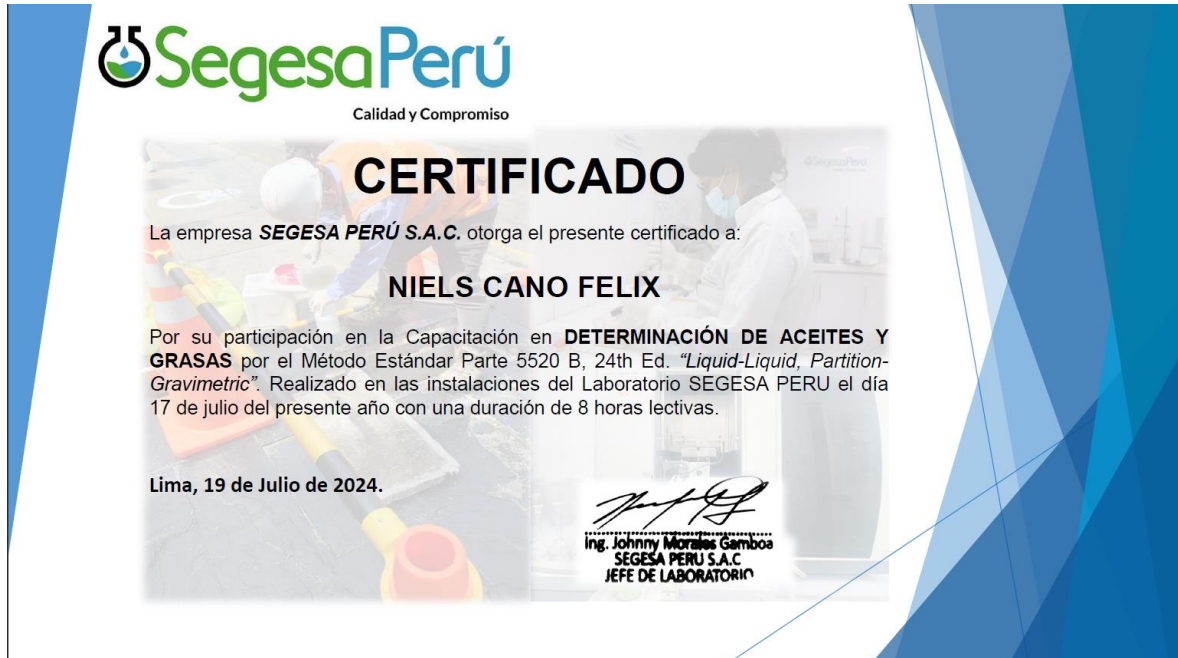 SegesaPerú
Calidad y Compromiso
CERTIFICADO
La empresa SEGESA PERÚ S.A.C. otorga el presente certificado a:
NIELS CANO FELIX
Por su participación en la Capacitación en DETERMINACIÓN DE ACEITES Y
GRASAS por el Método Estándar Parte 5520 B, 24th Ed. “Liquid-Liquid, Partition-
Gravimetric”. Realizado en las instalaciones del Laboratorio SEGESA PERU el día
17 de julio del presente año con una duración de 8 horas lectivas.
Lima, 19 de Julio de 2024.
Ing. Johnny Morales Gamboa
SEGESA PERU S.A.C
JEFE DE LABORATORIO